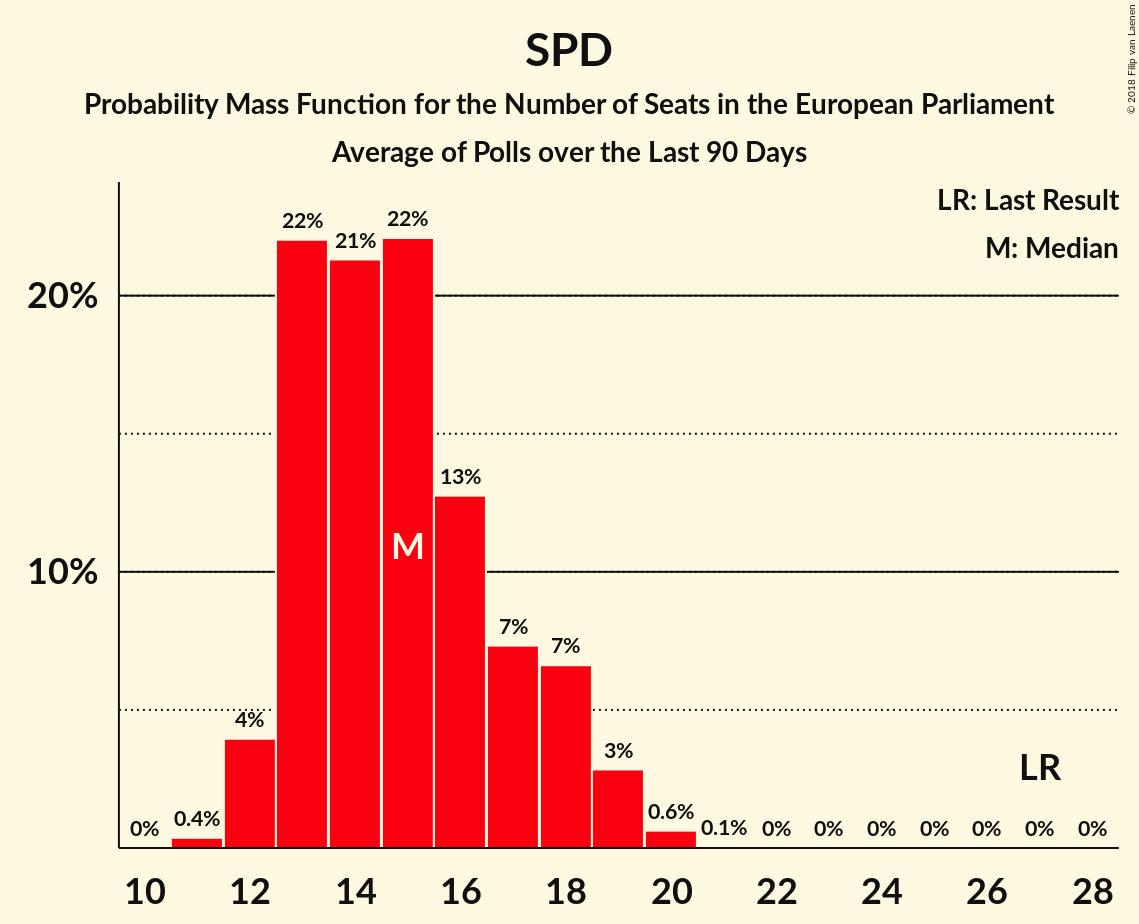 SPD
Probability Mass Function for the Number of Seats in the European Parliament
Average of Polls over the Last 90 Days
© 2018 Filip van Laenen
LR: Last Result
M: Median
22%
21%
22%
20%
13%
M
10%
7%
7%
4%
3%
LR
0%
0.4%
0.6%
0.1%
0%
0%
0%
0%
0%
0%
0%
10 12 14 16 18 20 22 24 26 28